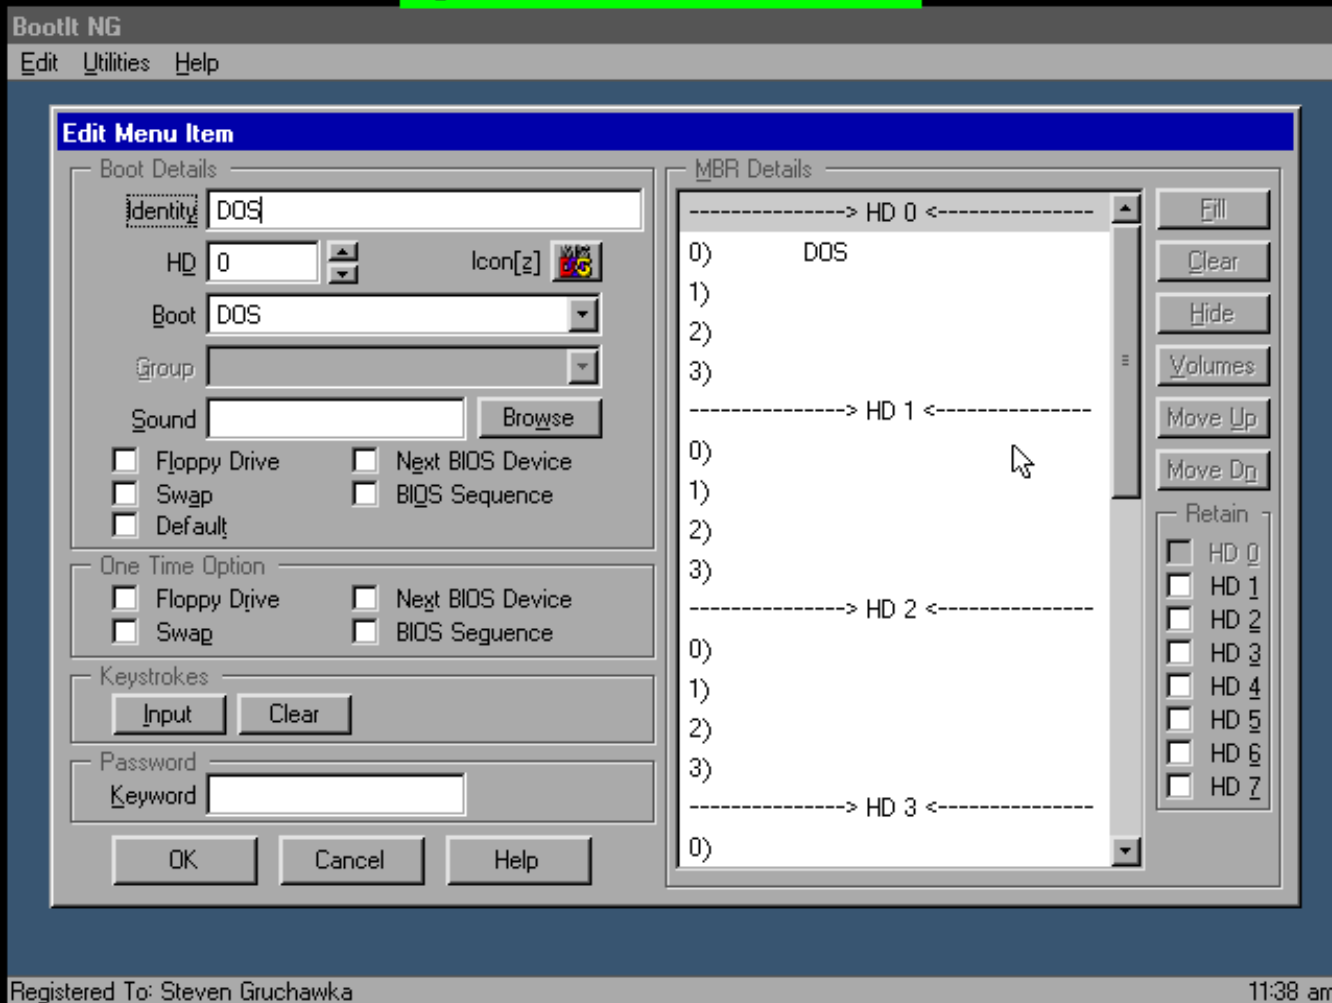 BootIt NG
Edit Utilities Help
Edit Menu Item
Boot Details
Identity DOS
HD 0 Icon[z]
Boot DOS
Group
Sound Browse
Floppy Drive Next BIOS Device
Swap BIOS Sequence
Default
One Time Option
Floppy Drive Next BIOS Device
Swap BIOS Seguence
Keystrokes
Input Clear
Password
Keyword
OK Cancel Help
MBR Details
---------------> HD 0 <---------------
0) DOS
1)
2)
3)
---------------> HD 1 <---------------
0)
1)
2)
3)
---------------> HD 2 <---------------
0)
1)
2)
3)
---------------> HD 3 <---------------
0)
Fill
Clear
Hide
Volumes
Move Up
Move Dn
Retain
HD 0
HD 1
HD 2
HD 3
HD 4
HD 5
HD 6
HD 7
Registered To: Steven Gruchawka 11:38 am